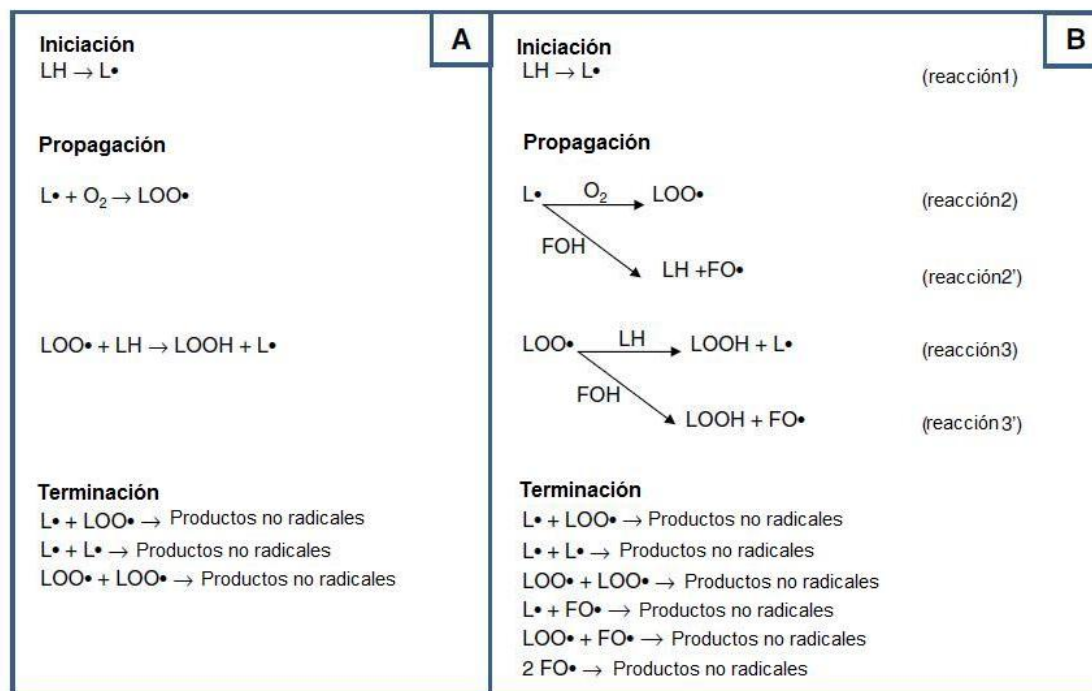 A
Iniciación
LH → L•
Propagación
L• + O₂ → LOO•
LOO• + LH → LOOH + L•
Terminación
L• + LOO• → Productos no radicales
L• + L• → Productos no radicales
LOO• + LOO• → Productos no radicales
B
Iniciación
LH → L• (reacción1)
Propagación
L• O₂ LOO• (reacción2)
FOH
LH +FO• (reacción2')
LOO• LH LOOH + L• (reacción3)
FOH
LOOH + FO• (reacción3')
Terminación
L• + LOO• → Productos no radicales
L• + L• → Productos no radicales
LOO• + LOO• → Productos no radicales
L• + FO• → Productos no radicales
LOO• + FO• → Productos no radicales
2 FO• → Productos no radicales